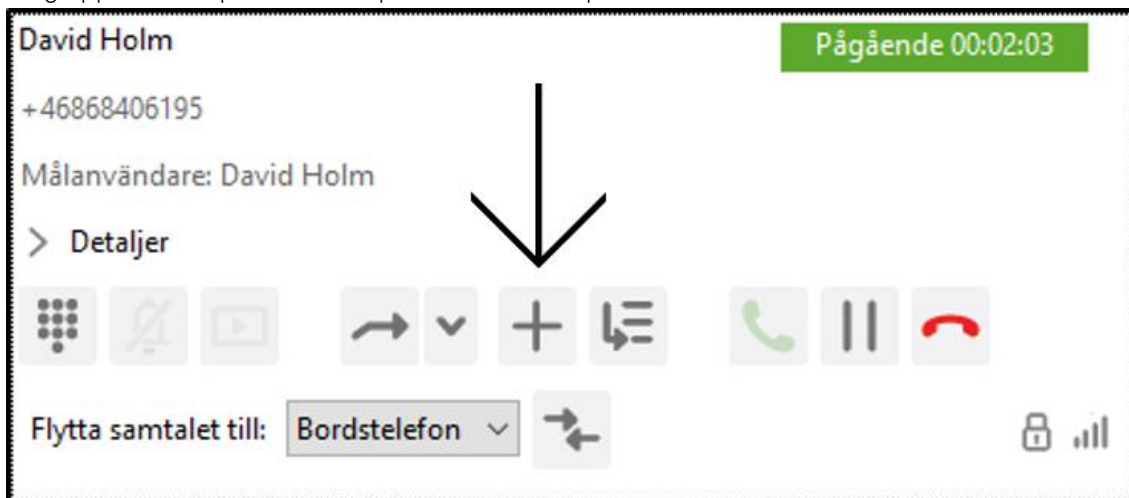 David Holm
Pågående 00:02:03
+46868406195
Målanvändare: David Holm
Detaljer
Flytta samtalet till: Bordstelefon